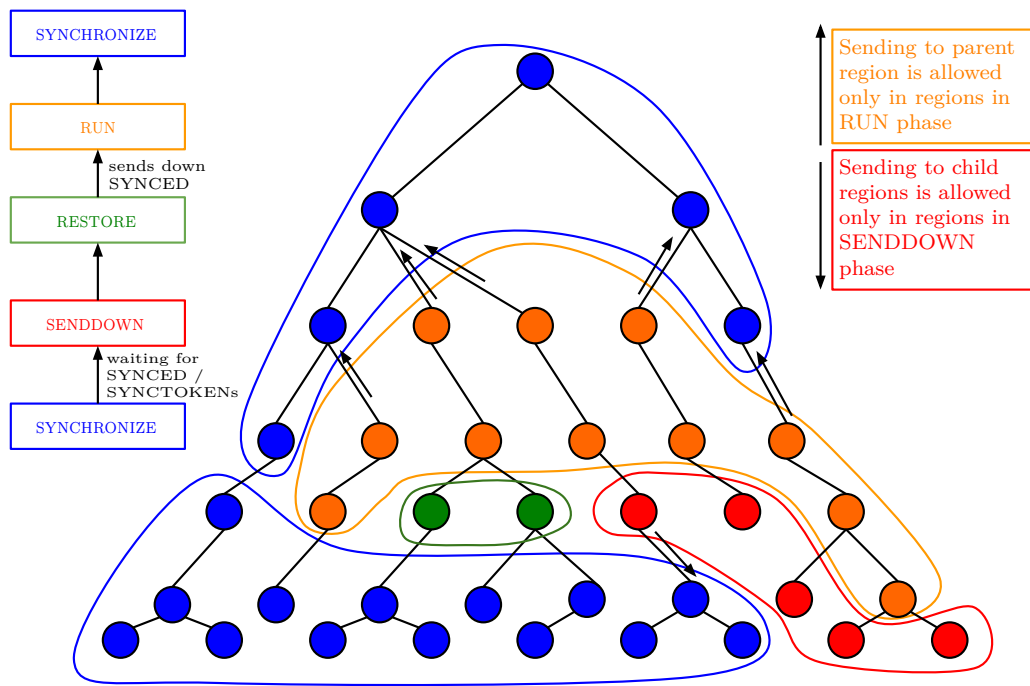 SYNCHRONIZE
RUN
sends down
SYNCED
RESTORE
SENDDOWN
waiting for
SYNCED /
SYNCTOKENs
SYNCHRONIZE
Sending to parent
region is allowed
only in regions in
RUN phase
Sending to child
regions is allowed
only in regions in
SENDDOWN
phase